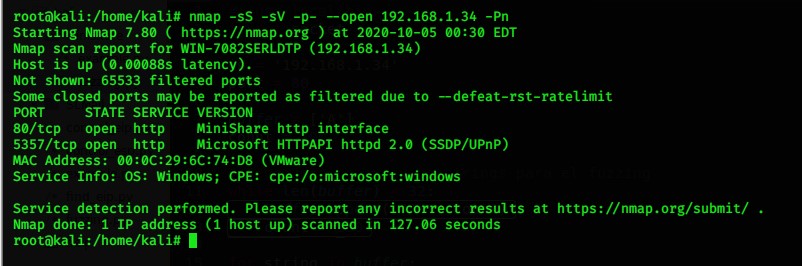 root@kali:/home/kali# nmap -sS -sV -p- --open 192.168.1.34 -Pn
Starting Nmap 7.80 ( https://nmap.org ) at 2020-10-05 00:30 EDT
Nmap scan report for WIN-7082SERLDTP (192.168.1.34)
Host is up (0.00088s latency).
Not shown: 65533 filtered ports
Some closed ports may be reported as filtered due to --defeat-rst-ratelimit
PORT     STATE SERVICE VERSION
80/tcp   open  http    MiniShare http interface
5357/tcp open  http    Microsoft HTTPAPI httpd 2.0 (SSDP/UPnP)
MAC Address: 00:0C:29:6C:74:D8 (VMware)
Service Info: OS: Windows; CPE: cpe:/o:microsoft:windows
Service detection performed. Please report any incorrect results at https://nmap.org/submit/ .
Nmap done: 1 IP address (1 host up) scanned in 127.06 seconds
root@kali:/home/kali#